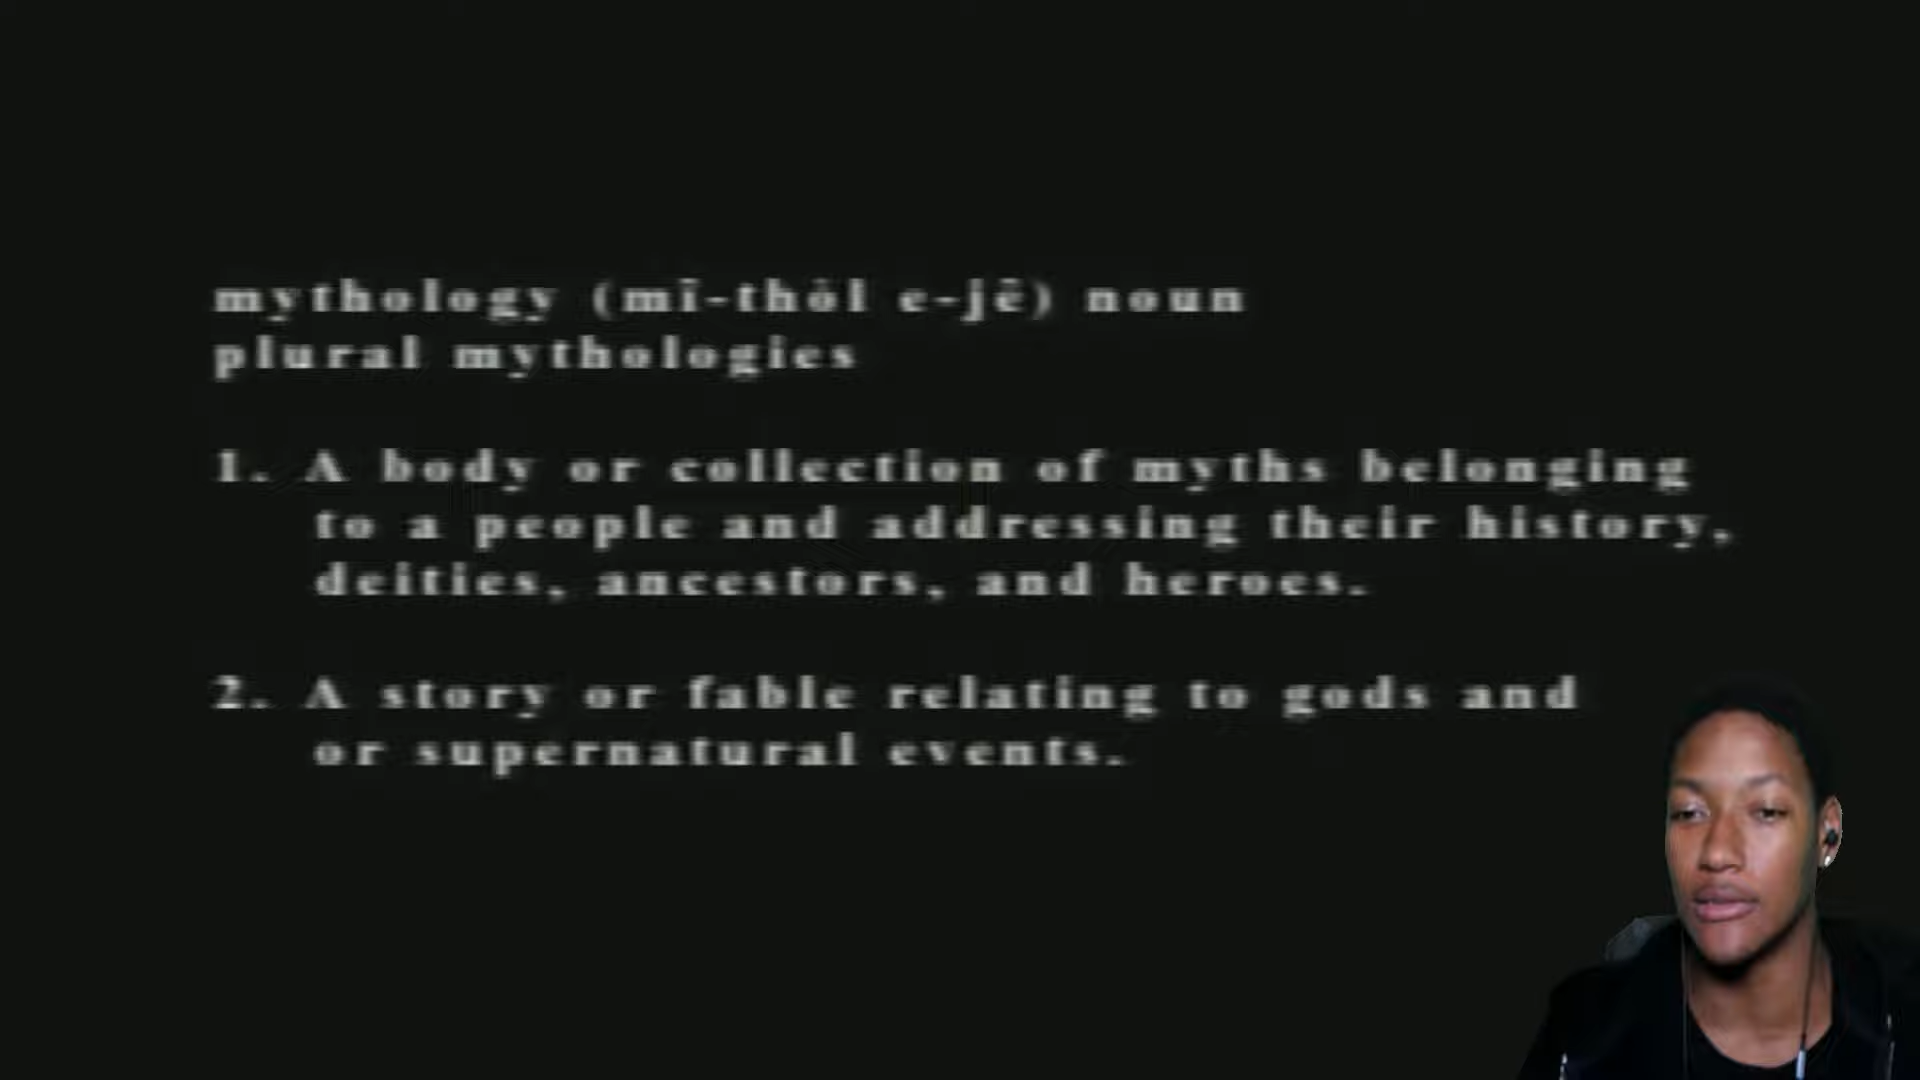 mythology (mī-thŏl e-jē) noun
plural mythologies
1. A body or collection of myths belonging
to a people and addressing their history,
deities, ancestors, and heroes.
2. A story or fable relating to gods and
or supernatural events.